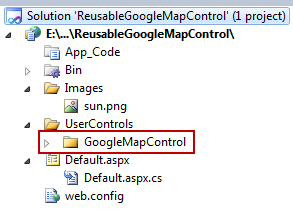 Solution 'ReusableGoogleMapControl' (1 project)
E:\...\ReusableGoogleMapControl\
App_Code
Bin
Images
sun.png
UserControls
GoogleMapControl
Default.aspx
Default.aspx.cs
web.config